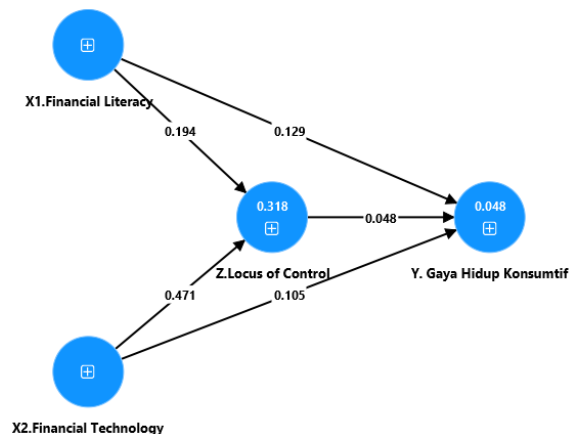 X1.Financial Literacy
0.194
0.129
0.318
0.048
Z.Locus of Control
0.048
Y. Gaya Hidup Konsumtif
0.471
0.105
X2.Financial Technology